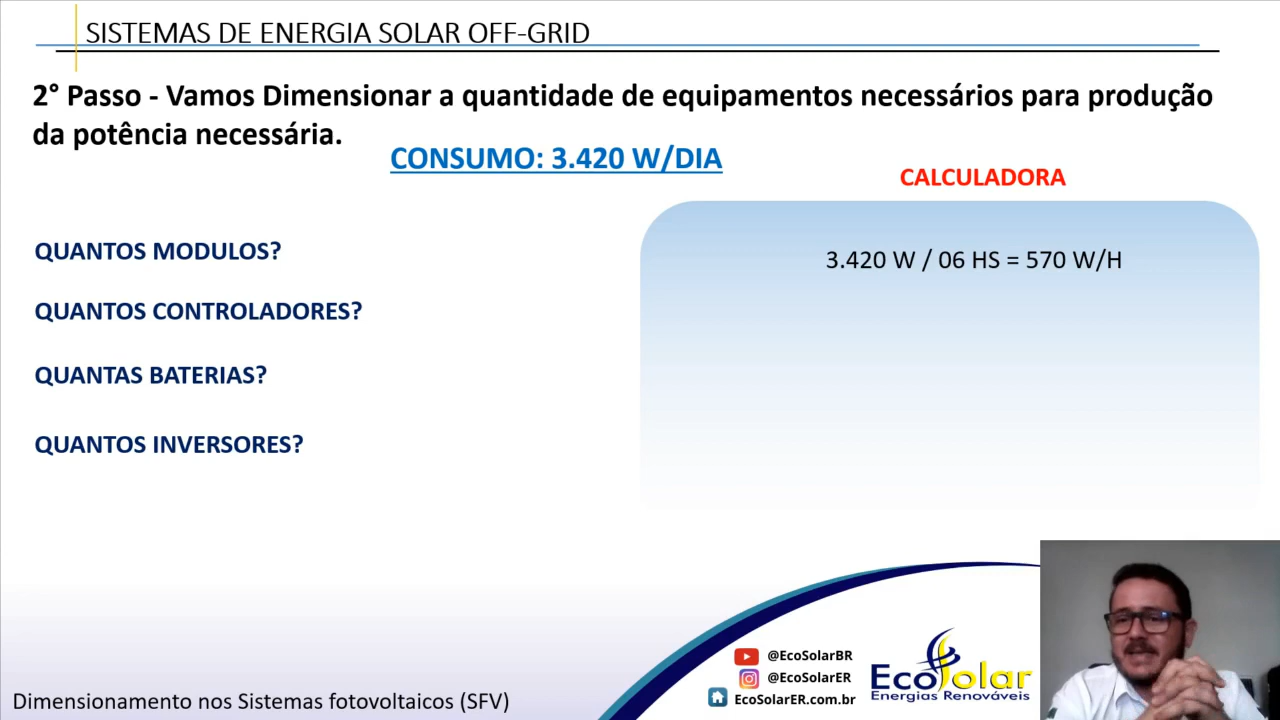 SISTEMAS DE ENERGIA SOLAR OFF-GRID
2° Passo - Vamos Dimensionar a quantidade de equipamentos necessários para produção
da potência necessária.
CONSUMO: 3.420 W/DIA
CALCULADORA
QUANTOS MODULOS?
3.420 W / 06 HS = 570 W/H
QUANTOS CONTROLADORES?
QUANTAS BATERIAS?
QUANTOS INVERSORES?
@EcoSolarBR
@EcoSolarER
EcoSolarER.com.br
EcoSolar
Energias Renováveis
Dimensionamento nos Sistemas fotovoltaicos (SFV)